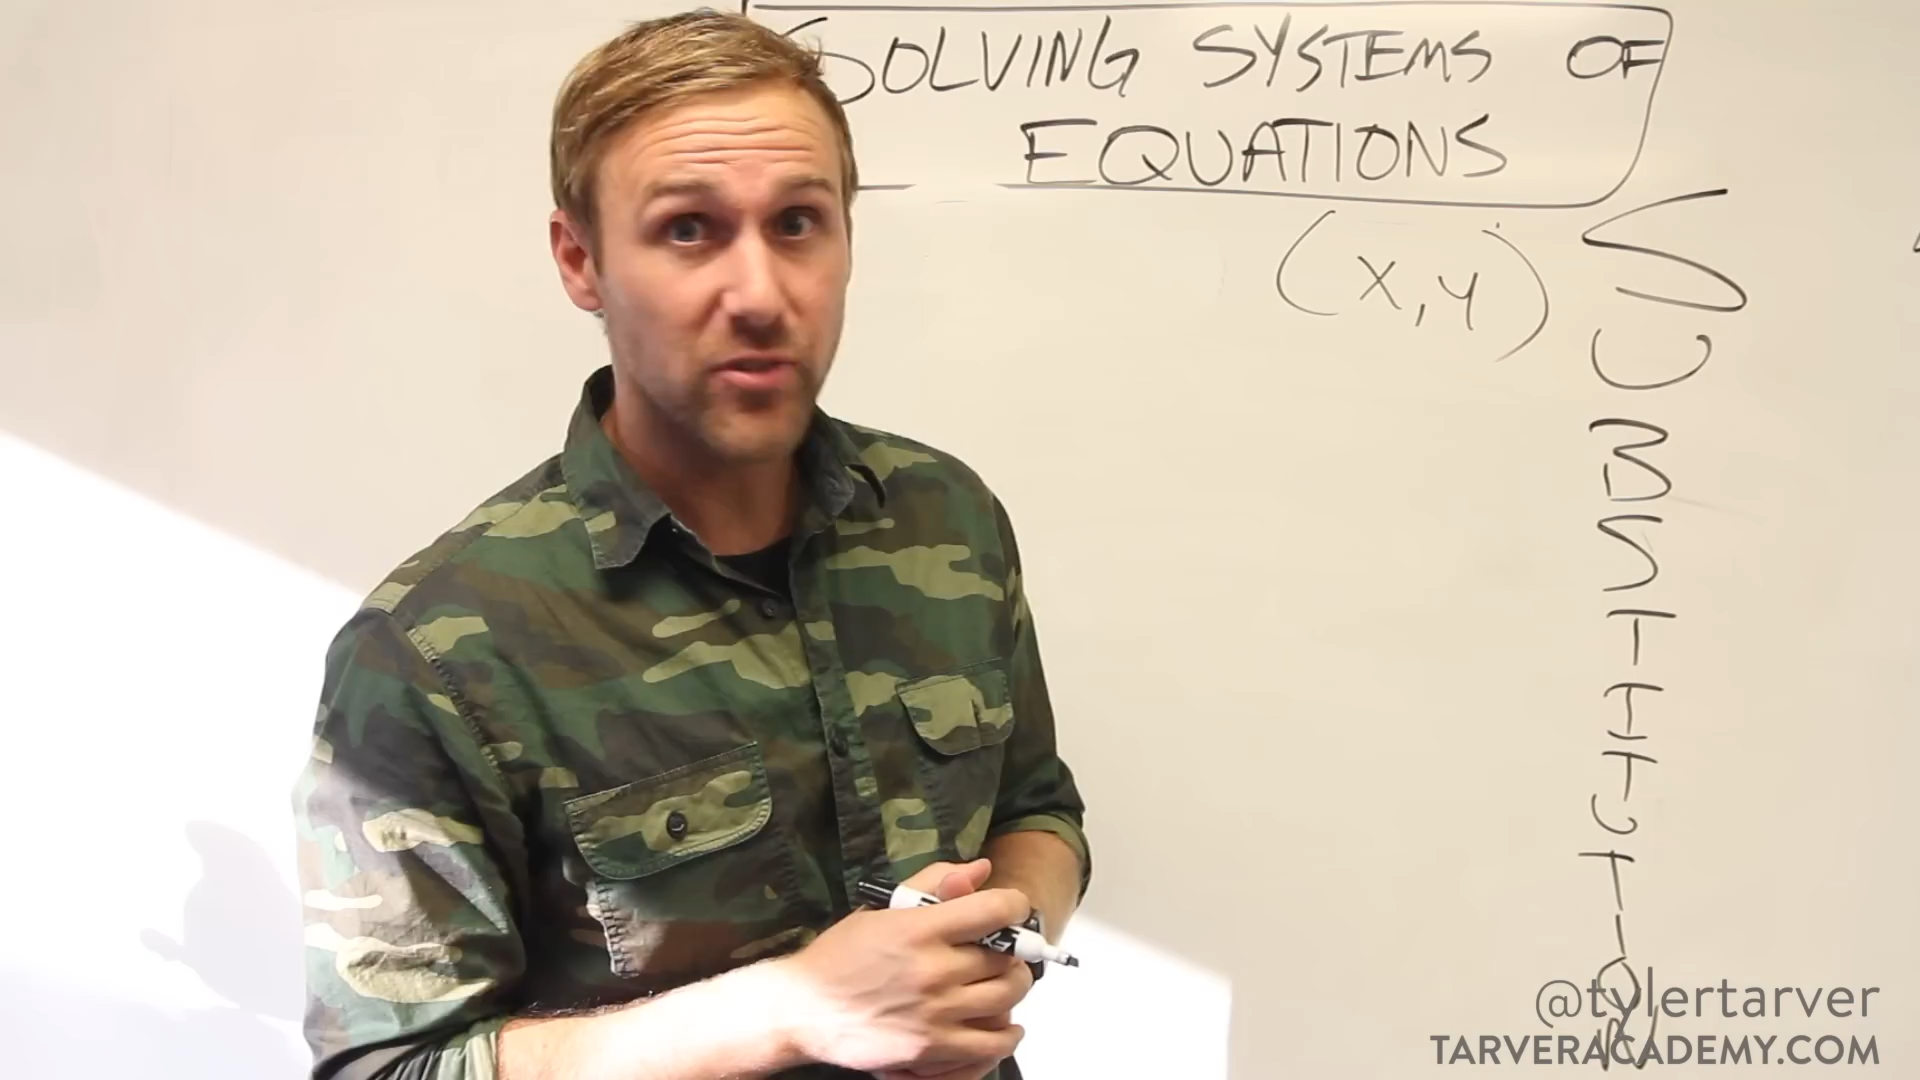 SOLVING SYSTEMS OF
EQUATIONS
(x,y)
SUBSTITUTION
@tylertarver
TARVERACADEMY.COM